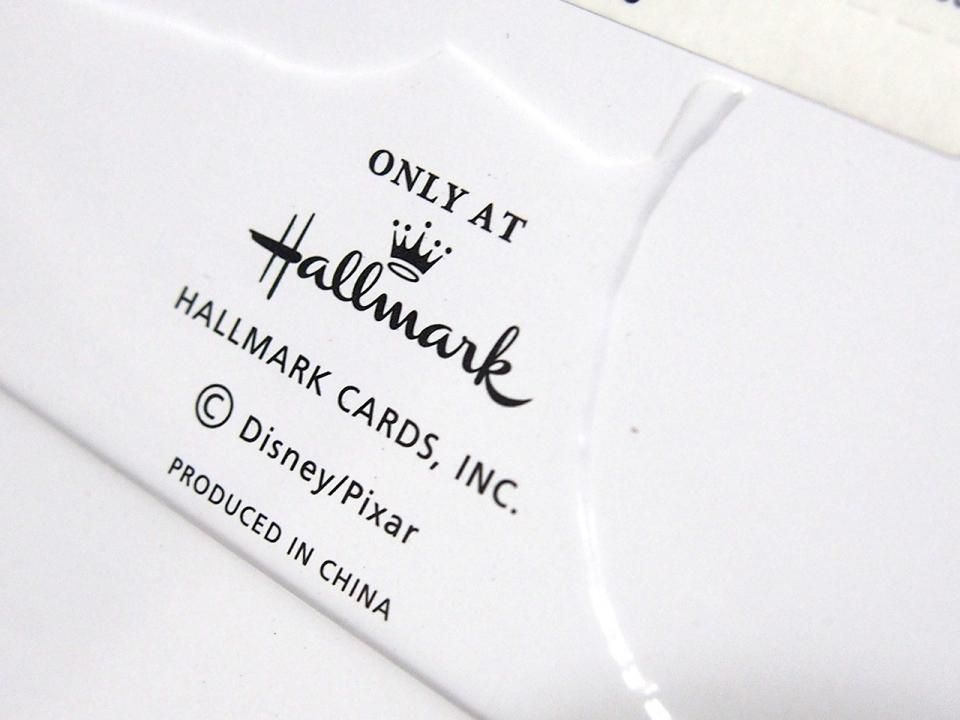 ONLY AT
Hallmark
HALLMARK CARDS, INC.
© Disney/Pixar
PRODUCED IN CHINA